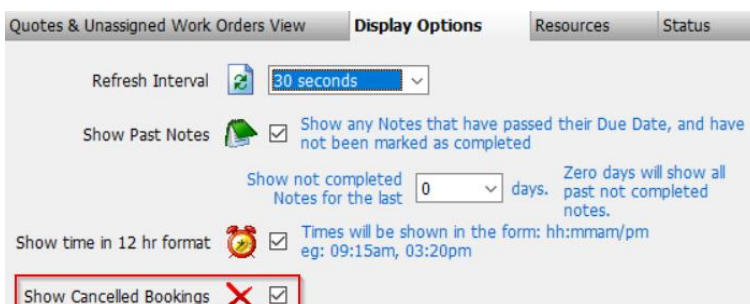 Quotes & Unassigned Work Orders View Display Options Resources Status
Refresh Interval 30 seconds
Show Past Notes Show any Notes that have passed their Due Date, and have
not been marked as completed
Show not completed
Notes for the last 0 days. Zero days will show all
past not completed
notes.
Show time in 12 hr format Times will be shown in the form: hh:mmam/pm
eg: 09:15am, 03:20pm
Show Cancelled Bookings